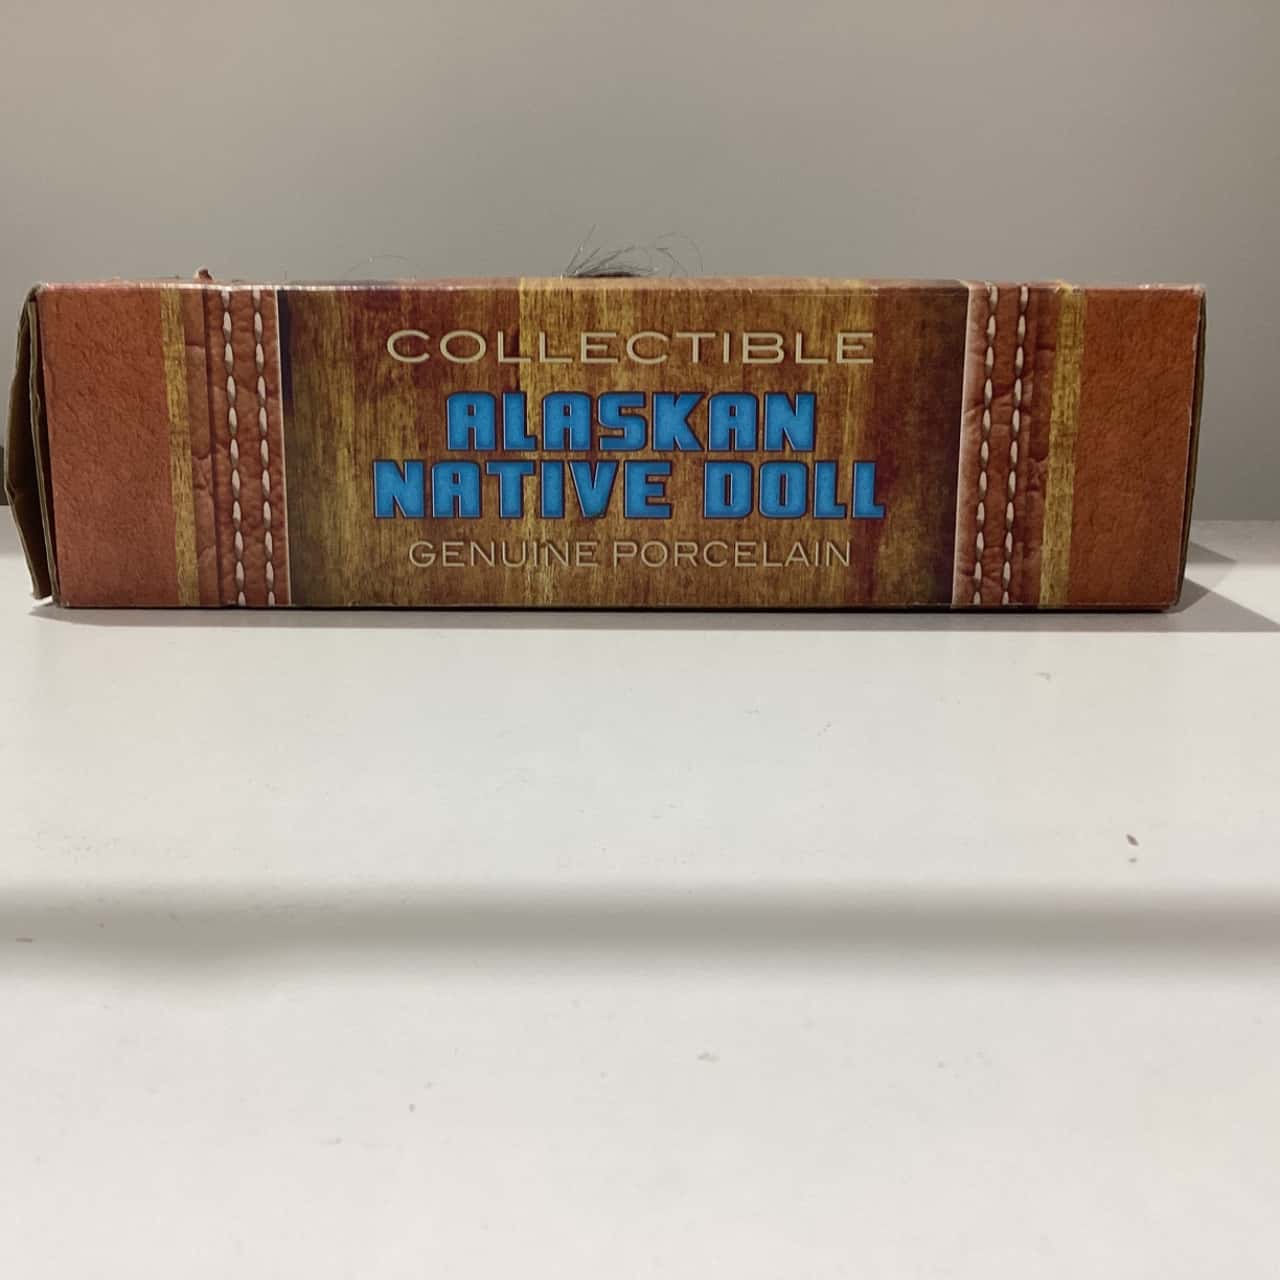 COLLECTIBLE
ALASKAN
NATIVE DOLL
GENUINE PORCELAIN